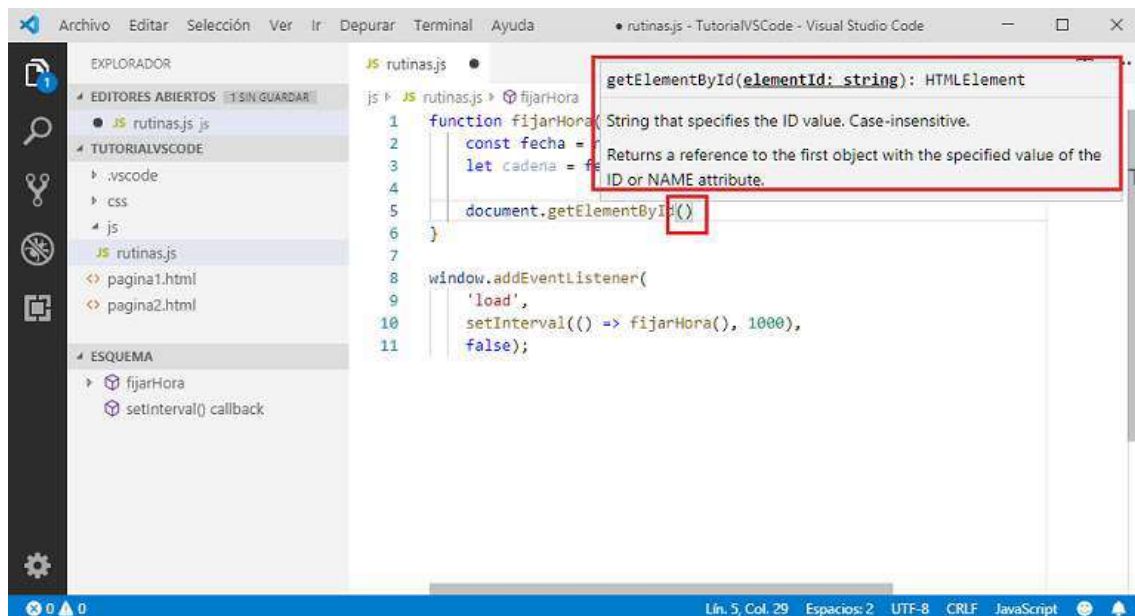 Archivo Editar Selección Ver Ir Depurar Terminal Ayuda ● rutinas.js - TutorialVSCode - Visual Studio Code
EXPLORADOR
EDITORES ABIERTOS 1 SIN GUARDAR
● JS rutinas.js js
TUTORIALVSCODE
.vscode
css
js
JS rutinas.js
<> pagina1.html
<> pagina2.html
ESQUEMA
fijarHora
setInterval() callback
1
JS rutinas.js ●
js JS rutinas.js fijarHora
1 function fijarHora(
2 const fecha =
3 let cadena =
4
5 document.getElementById()
6 }
7
8 window.addEventListener(
9 'load',
10 setInterval(() => fijarHora(), 1000),
11 false);
getElementById(elementId: string): HTMLElement
String that specifies the ID value. Case-insensitive.
Returns a reference to the first object with the specified value of the
ID or NAME attribute.
0 0 Lín. 5, Col. 29 Espacios: 2 UTF-8 CRLF JavaScript